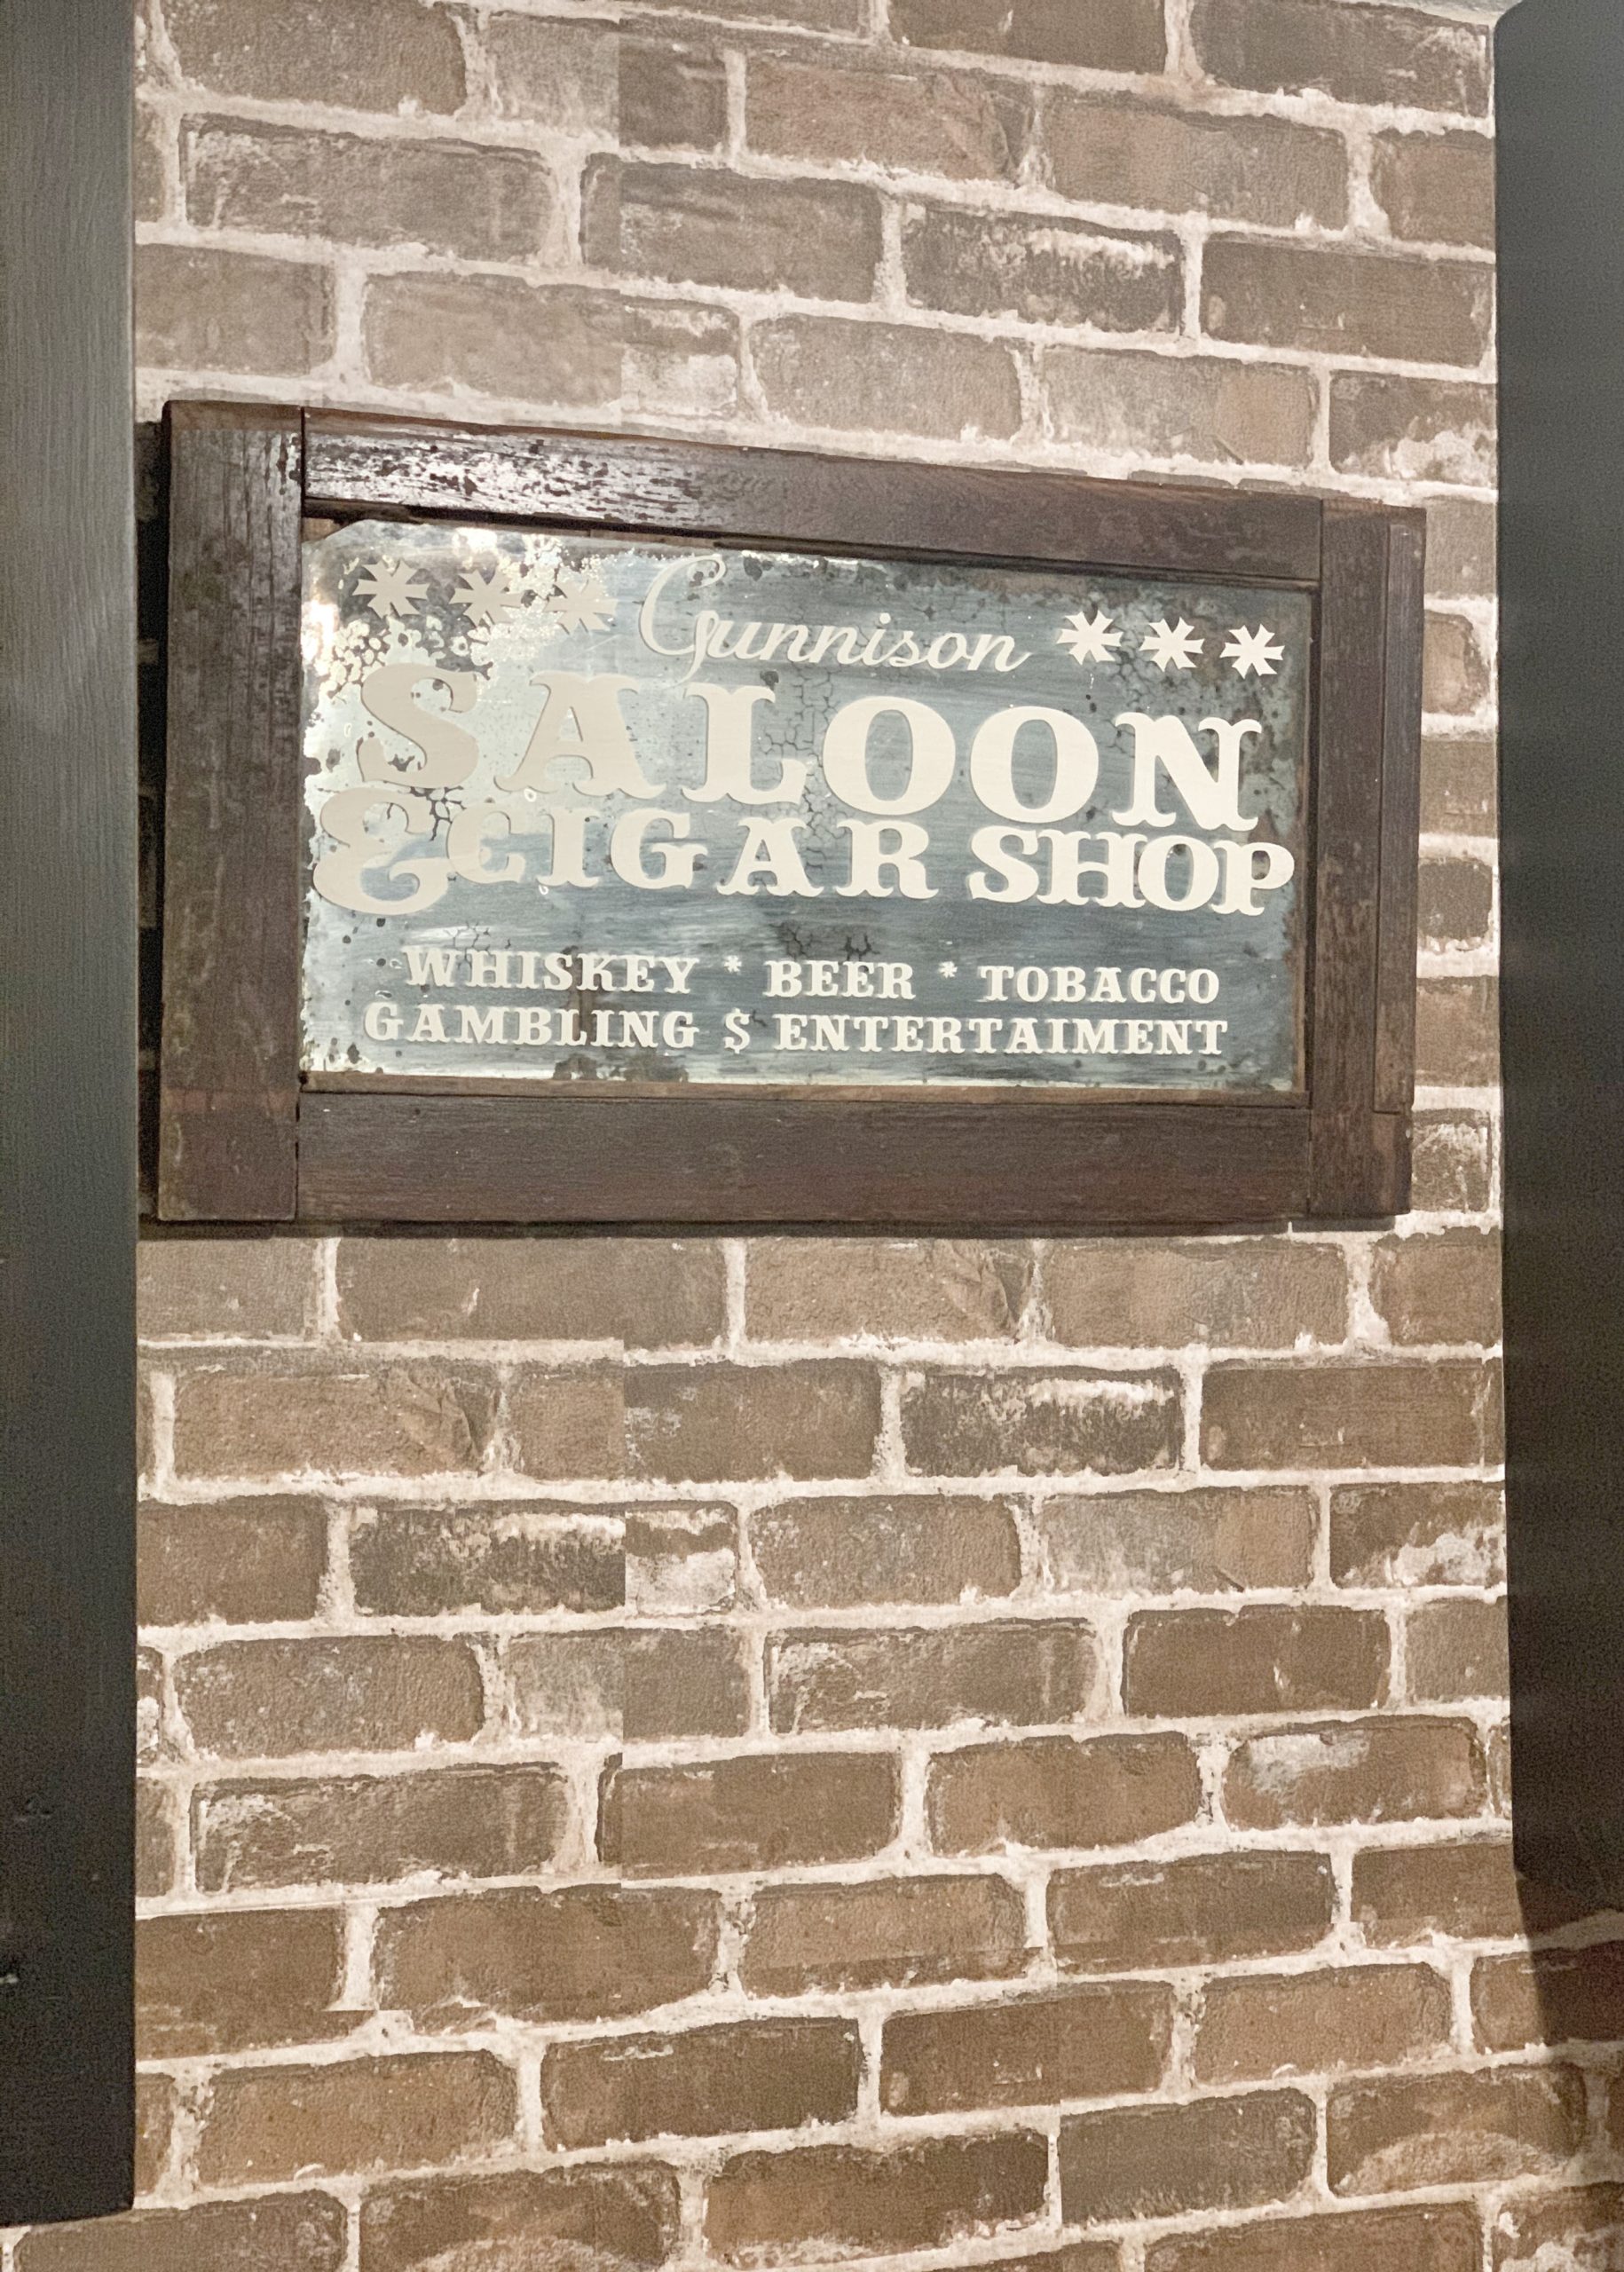 Gunnison
SALOON
& CIGAR SHOP
WHISKEY * BEER * TOBACCO
GAMBLING $ ENTERTAIMENT